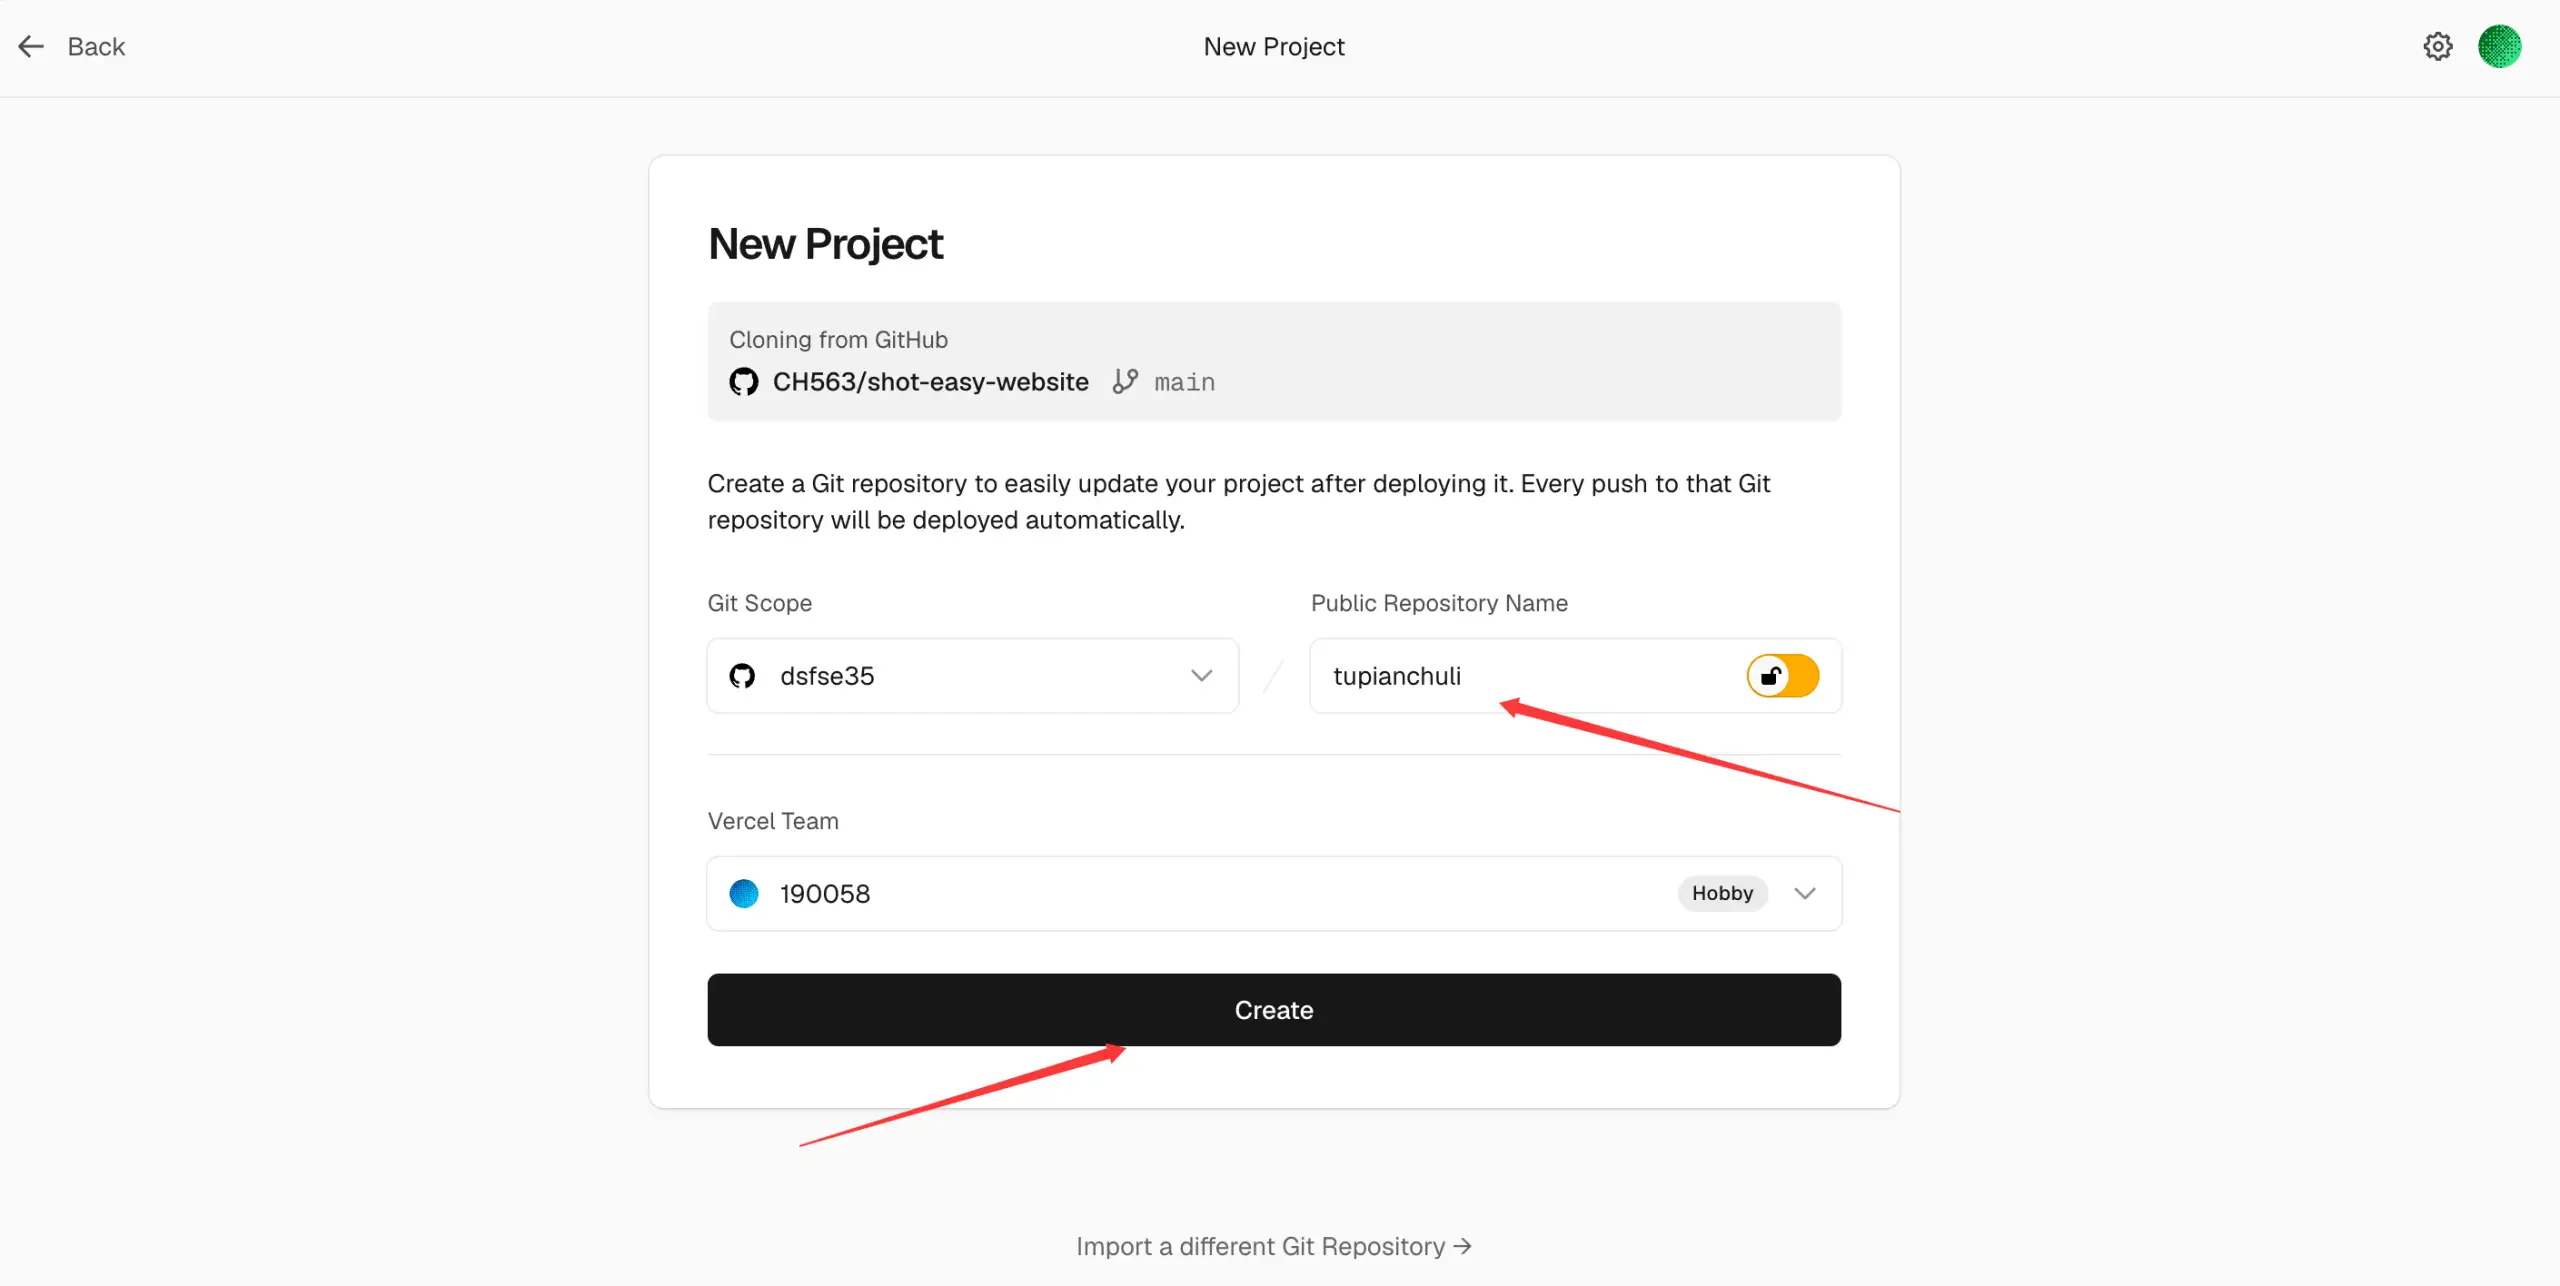 Back
New Project
New Project
Cloning from GitHub
CH563/shot-easy-website main
Create a Git repository to easily update your project after deploying it. Every push to that Git
repository will be deployed automatically.
Git Scope
Public Repository Name
dsfse35
tupianchuli
Vercel Team
190058
Hobby
Create
Import a different Git Repository →